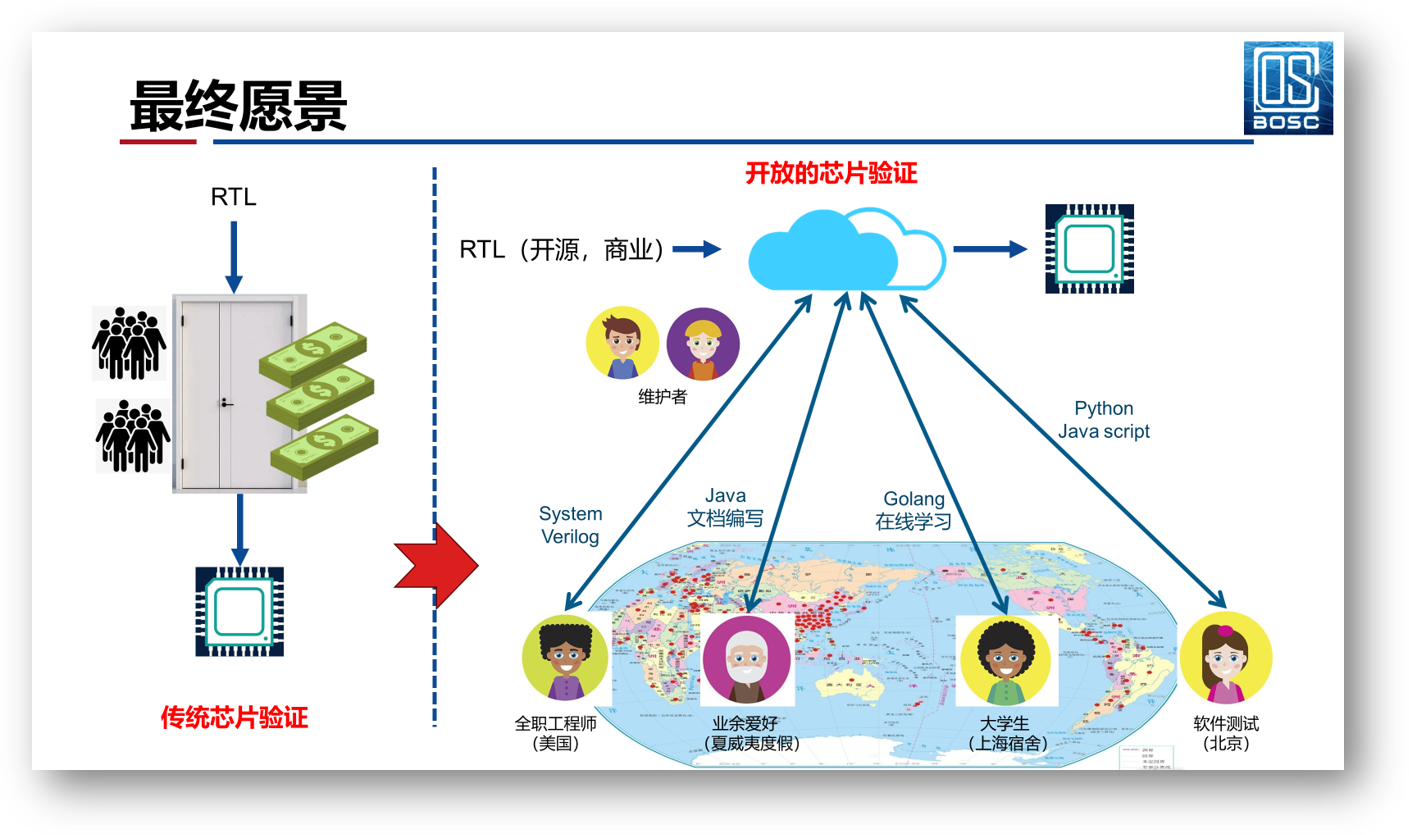 最终愿景
OS
BOSC
RTL
传统芯片验证
开放的芯片验证
RTL（开源，商业）
维护者
Python
Java script
System
Verilog
Java
文档编写
Golang
在线学习
全职工程师
(美国)
业余爱好
(夏威夷度假)
大学生
(上海宿舍)
软件测试
(北京)